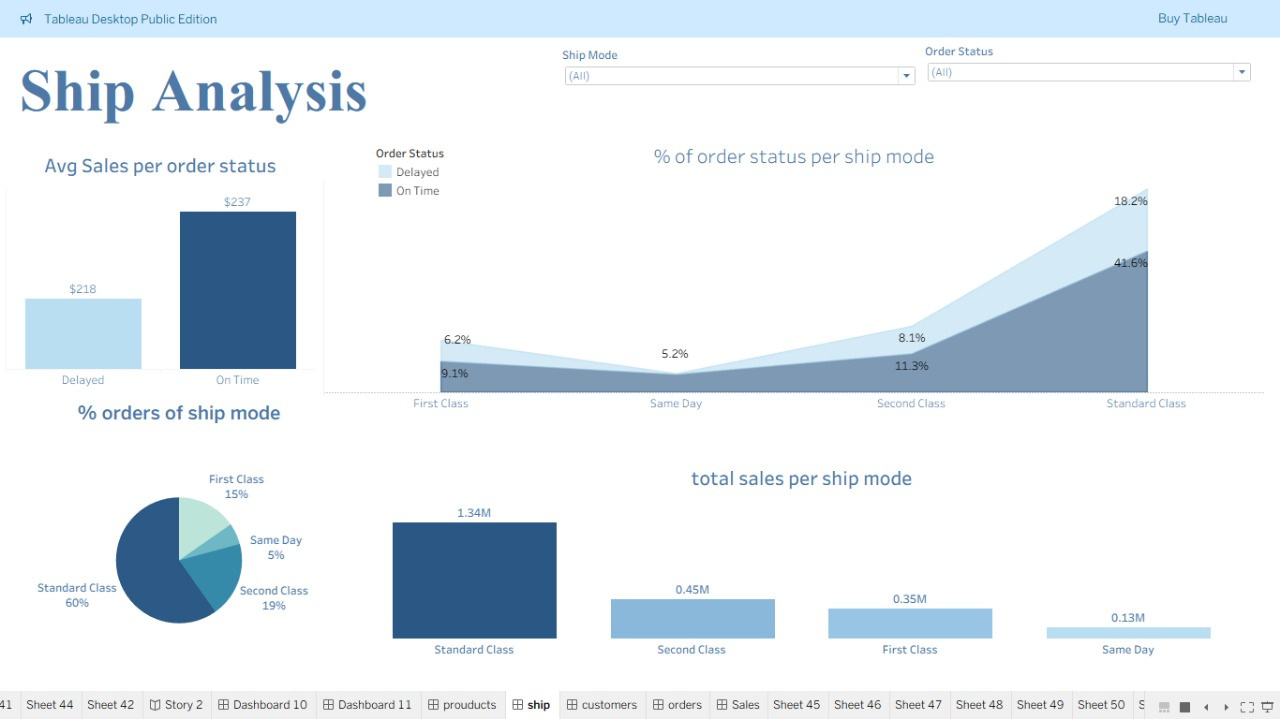 Tableau Desktop Public Edition
Buy Tableau
Ship Analysis
Ship Mode
(All)
Order Status
(All)
Avg Sales per order status
$218
$237
Delayed
On Time
Order Status
Delayed
On Time
% of order status per ship mode
18.2%
41.6%
6.2%
9.1%
5.2%
8.1%
11.3%
First Class
Same Day
Second Class
Standard Class
% orders of ship mode
First Class
15%
Same Day
5%
Second Class
19%
Standard Class
60%
total sales per ship mode
1.34M
0.45M
0.35M
0.13M
Standard Class
Second Class
First Class
Same Day
41 Sheet 44 Sheet 42 Story 2 Dashboard 10 Dashboard 11 prouducts ship customers orders Sales Sheet 45 Sheet 46 Sheet 47 Sheet 48 Sheet 49 Sheet 50 S